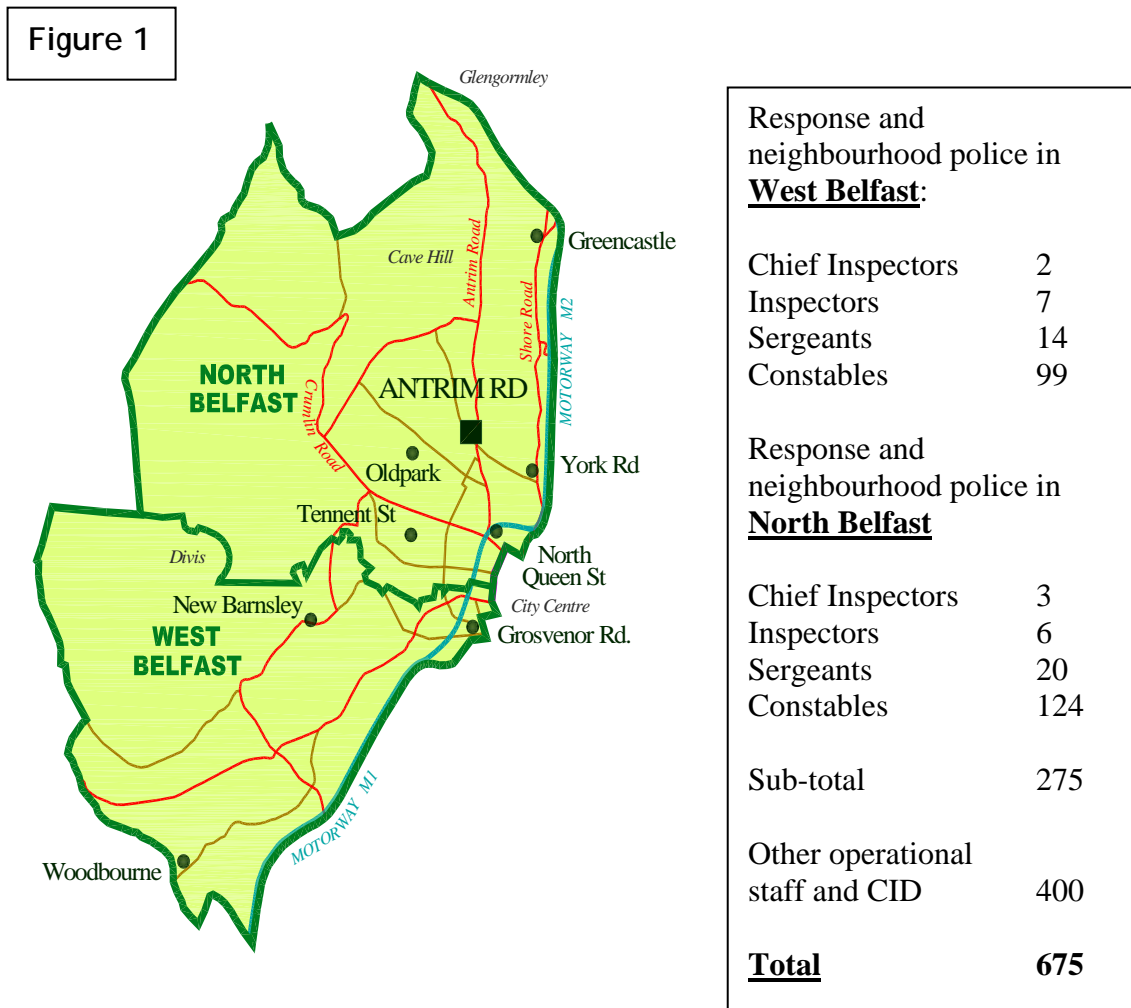 Figure 1
Glengormley
Greencastle
Cave Hill
Antrim Road
Shore Road
MOTORWAY M2
NORTH
BELFAST
ANTRIM RD
Crumlin Road
Oldpark
York Rd
Tennent St
Divis
North
Queen St
New Barnsley
City Centre
WEST
BELFAST
Grosvenor Rd.
MOTORWAY M1
Woodbourne
Response and
neighbourhood police in
West Belfast:
Chief Inspectors 2
Inspectors 7
Sergeants 14
Constables 99
Response and
neighbourhood police in
North Belfast
Chief Inspectors 3
Inspectors 6
Sergeants 20
Constables 124
Sub-total 275
Other operational
staff and CID 400
Total 675